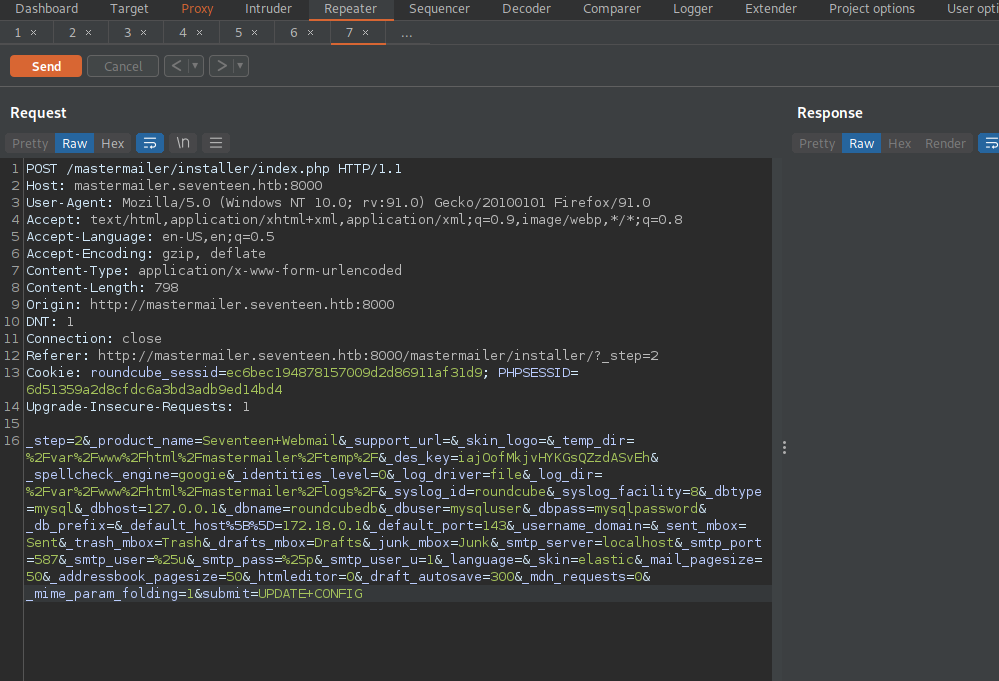 Dashboard Target Proxy Intruder Repeater Sequencer Decoder Comparer Logger Extender Project options User opti
1 × 2 × 3 × 4 × 5 × 6 × 7 × ...
Send Cancel < ▾ > ▾
Request Response
Pretty Raw Hex \n Pretty Raw Hex Render
1 POST /mastermailer/installer/index.php HTTP/1.1
2 Host: mastermailer.seventeen.htb:8000
3 User-Agent: Mozilla/5.0 (Windows NT 10.0; rv:91.0) Gecko/20100101 Firefox/91.0
4 Accept: text/html,application/xhtml+xml,application/xml;q=0.9,image/webp,*/*;q=0.8
5 Accept-Language: en-US,en;q=0.5
6 Accept-Encoding: gzip, deflate
7 Content-Type: application/x-www-form-urlencoded
8 Content-Length: 798
9 Origin: http://mastermailer.seventeen.htb:8000
10 DNT: 1
11 Connection: close
12 Referer: http://mastermailer.seventeen.htb:8000/mastermailer/installer/?_step=2
13 Cookie: roundcube_sessid=ec6bec194878157009d2d86911af31d9; PHPSESSID=
6d51359a2d8cfdc6a3bd3adb9ed14bd4
14 Upgrade-Insecure-Requests: 1
15
16 _step=2&_product_name=Seventeen+Webmail&_support_url=&_skin_logo=&_temp_dir=
%2Fvar%2Fwww%2Fhtml%2Fmastermailer%2Ftemp%2F&_des_key=iajOofMkjvHYKGsQZzdASvEh&
_spellcheck_engine=googie&_identities_level=0&_log_driver=file&_log_dir=
%2Fvar%2Fwww%2Fhtml%2Fmastermailer%2Flogs%2F&_syslog_id=roundcube&_syslog_facility=8&_dbtype
=mysql&_dbhost=127.0.0.1&_dbname=roundcubedb&_dbuser=mysqluser&_dbpass=mysqlpassword&
_db_prefix=&_default_host%5B%5D=172.18.0.1&_default_port=143&_username_domain=&_sent_mbox=
Sent&_trash_mbox=Trash&_drafts_mbox=Drafts&_junk_mbox=Junk&_smtp_server=localhost&_smtp_port
=587&_smtp_user=%25u&_smtp_pass=%25p&_smtp_user_u=1&_language=&_skin=elastic&_mail_pagesize=
50&_addressbook_pagesize=50&_htmleditor=0&_draft_autosave=300&_mdn_requests=0&
_mime_param_folding=1&submit=UPDATE+CONFIG